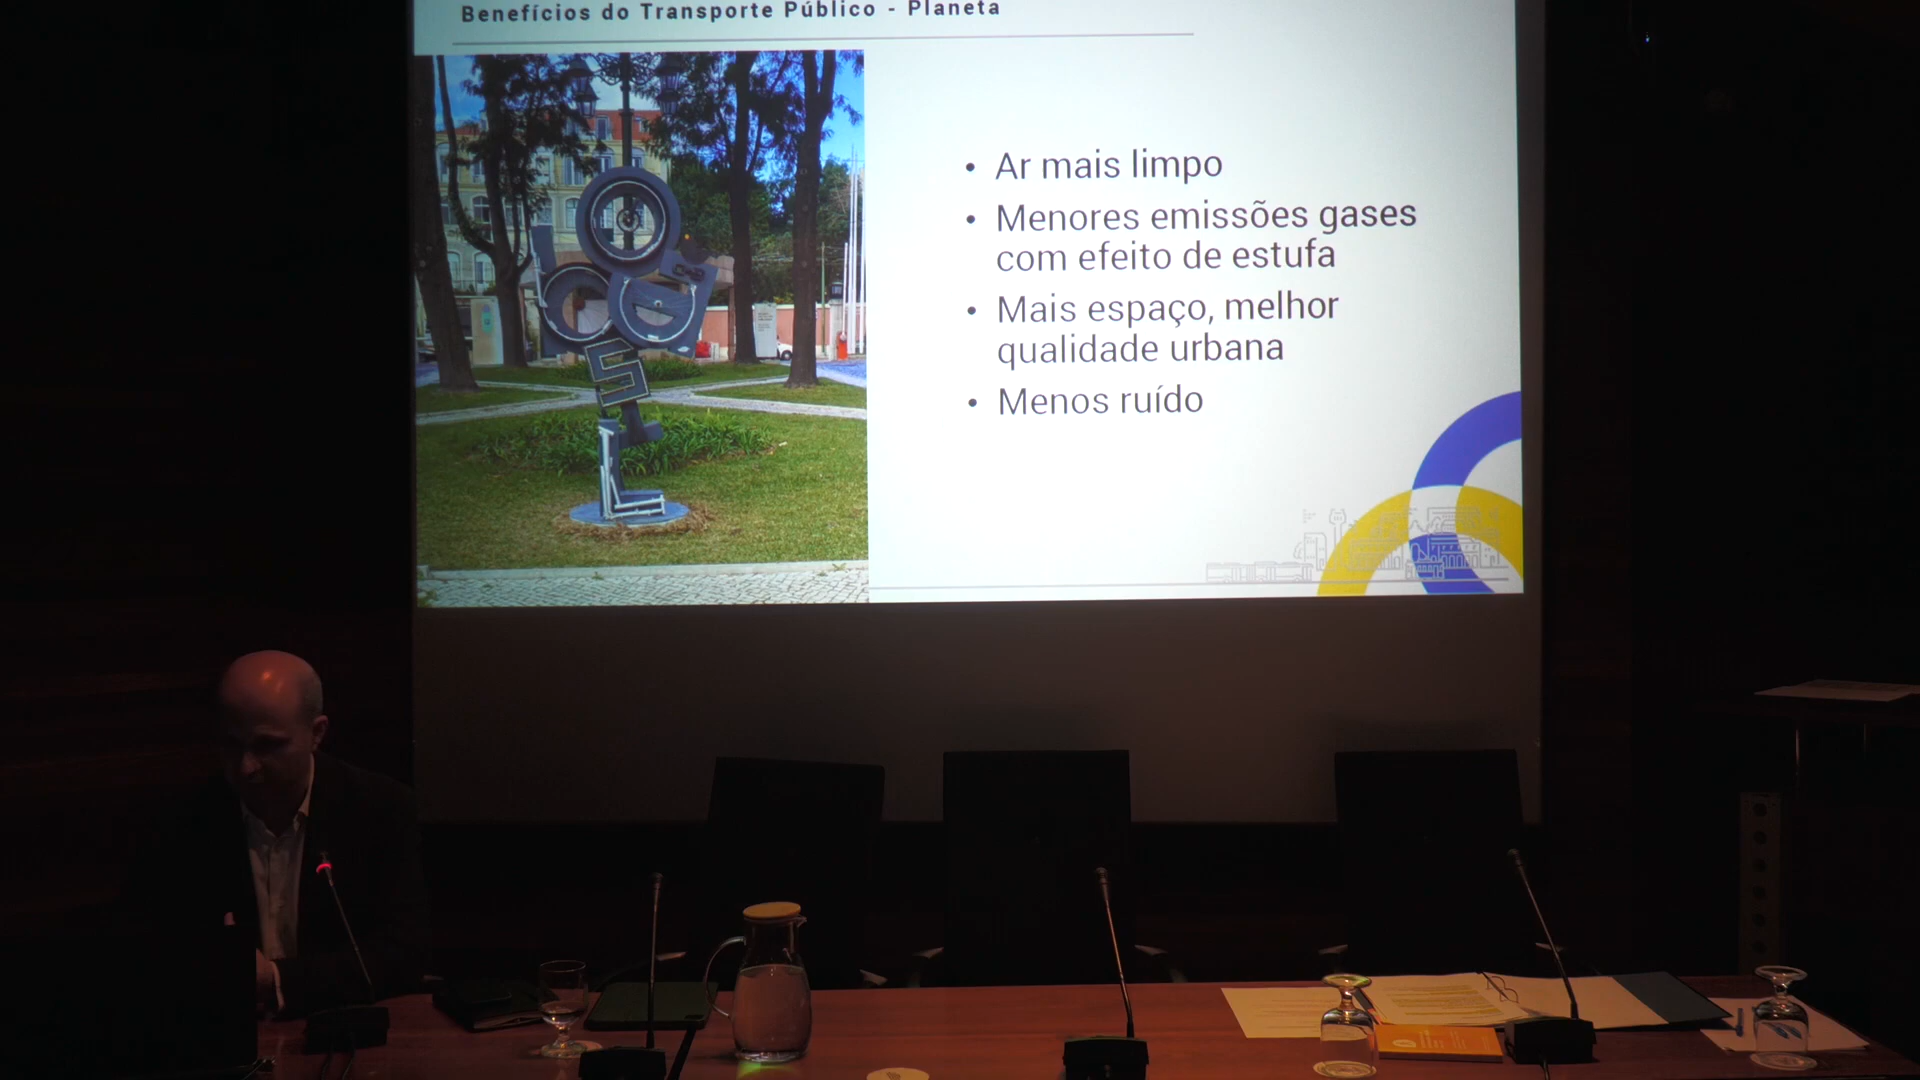 Benefícios do Transporte Público - Planeta
• Ar mais limpo
• Menores emissões gases
com efeito de estufa
• Mais espaço, melhor
qualidade urbana
• Menos ruído